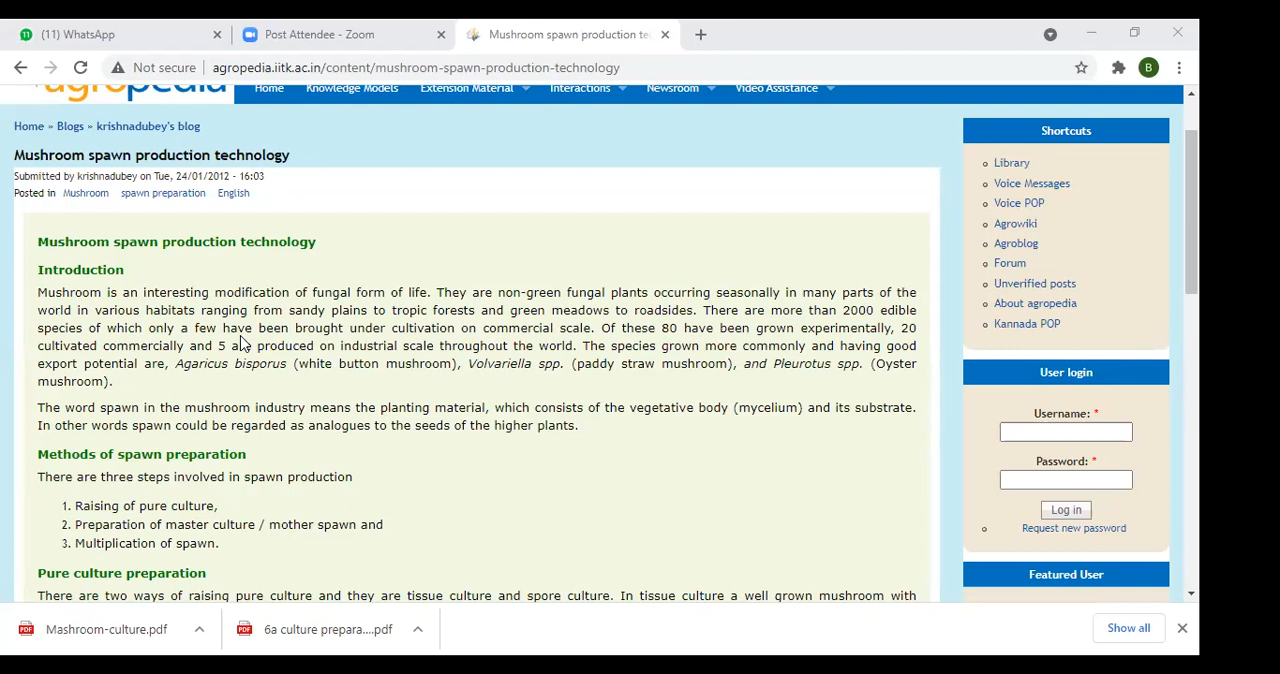 (11) WhatsApp
Post Attendee - Zoom
Mushroom spawn production te
Not secure
agropedia.iitk.ac.in/content/mushroom-spawn-production-technology
B
agropedia
Home
Knowledge Models
Extension Material
Interactions
Newsroom
Video Assistance
Home » Blogs » krishnadubey's blog
Mushroom spawn production technology
Submitted by krishnadubey on Tue, 24/01/2012 - 16:03
Posted in Mushroom spawn preparation English
Mushroom spawn production technology
Introduction
Mushroom is an interesting modification of fungal form of life. They are non-green fungal plants occurring seasonally in many parts of the
world in various habitats ranging from sandy plains to tropic forests and green meadows to roadsides. There are more than 2000 edible
species of which only a few have been brought under cultivation on commercial scale. Of these 80 have been grown experimentally, 20
cultivated commercially and 5 are produced on industrial scale throughout the world. The species grown more commonly and having good
export potential are, Agaricus bisporus (white button mushroom), Volvariella spp. (paddy straw mushroom), and Pleurotus spp. (Oyster
mushroom).
The word spawn in the mushroom industry means the planting material, which consists of the vegetative body (mycelium) and its substrate.
In other words spawn could be regarded as analogues to the seeds of the higher plants.
Methods of spawn preparation
There are three steps involved in spawn production
1. Raising of pure culture,
2. Preparation of master culture / mother spawn and
3. Multiplication of spawn.
Pure culture preparation
There are two ways of raising pure culture and they are tissue culture and spore culture. In tissue culture a well grown mushroom with
Shortcuts
Library
Voice Messages
Voice POP
Agrowiki
Agroblog
Forum
Unverified posts
About agropedia
Kannada POP
User login
Username: *
Password: *
Log in
Request new password
Featured User
Mashroom-culture.pdf
6a culture prepara....pdf
Show all